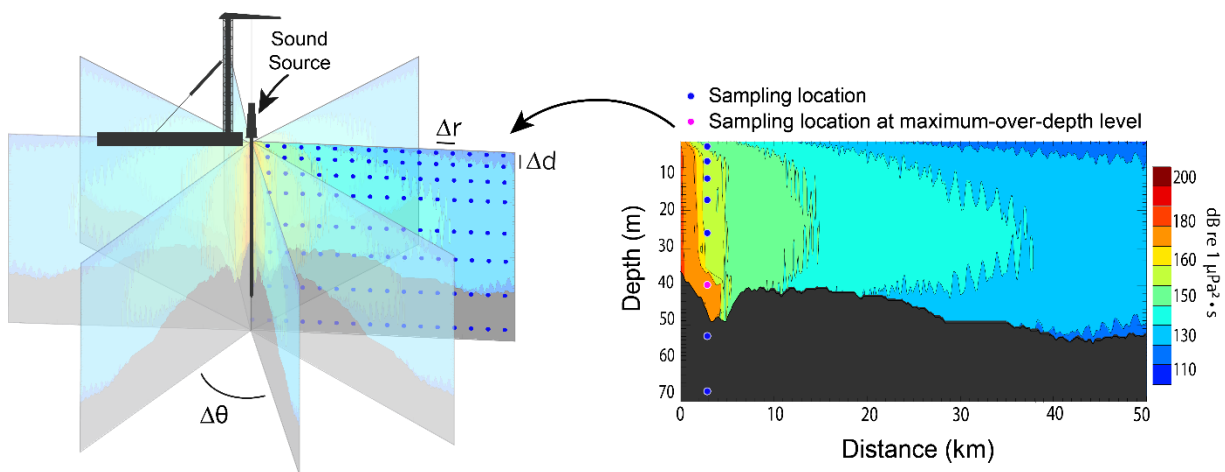 Sound
Source
Δr
Δd
Δθ
Sampling location
Sampling location at maximum-over-depth level
Depth (m)
10
20
30
40
50
60
70
0
10
20
30
40
50
Distance (km)
200
180
160
150
130
110
dB re 1 µPa²·s